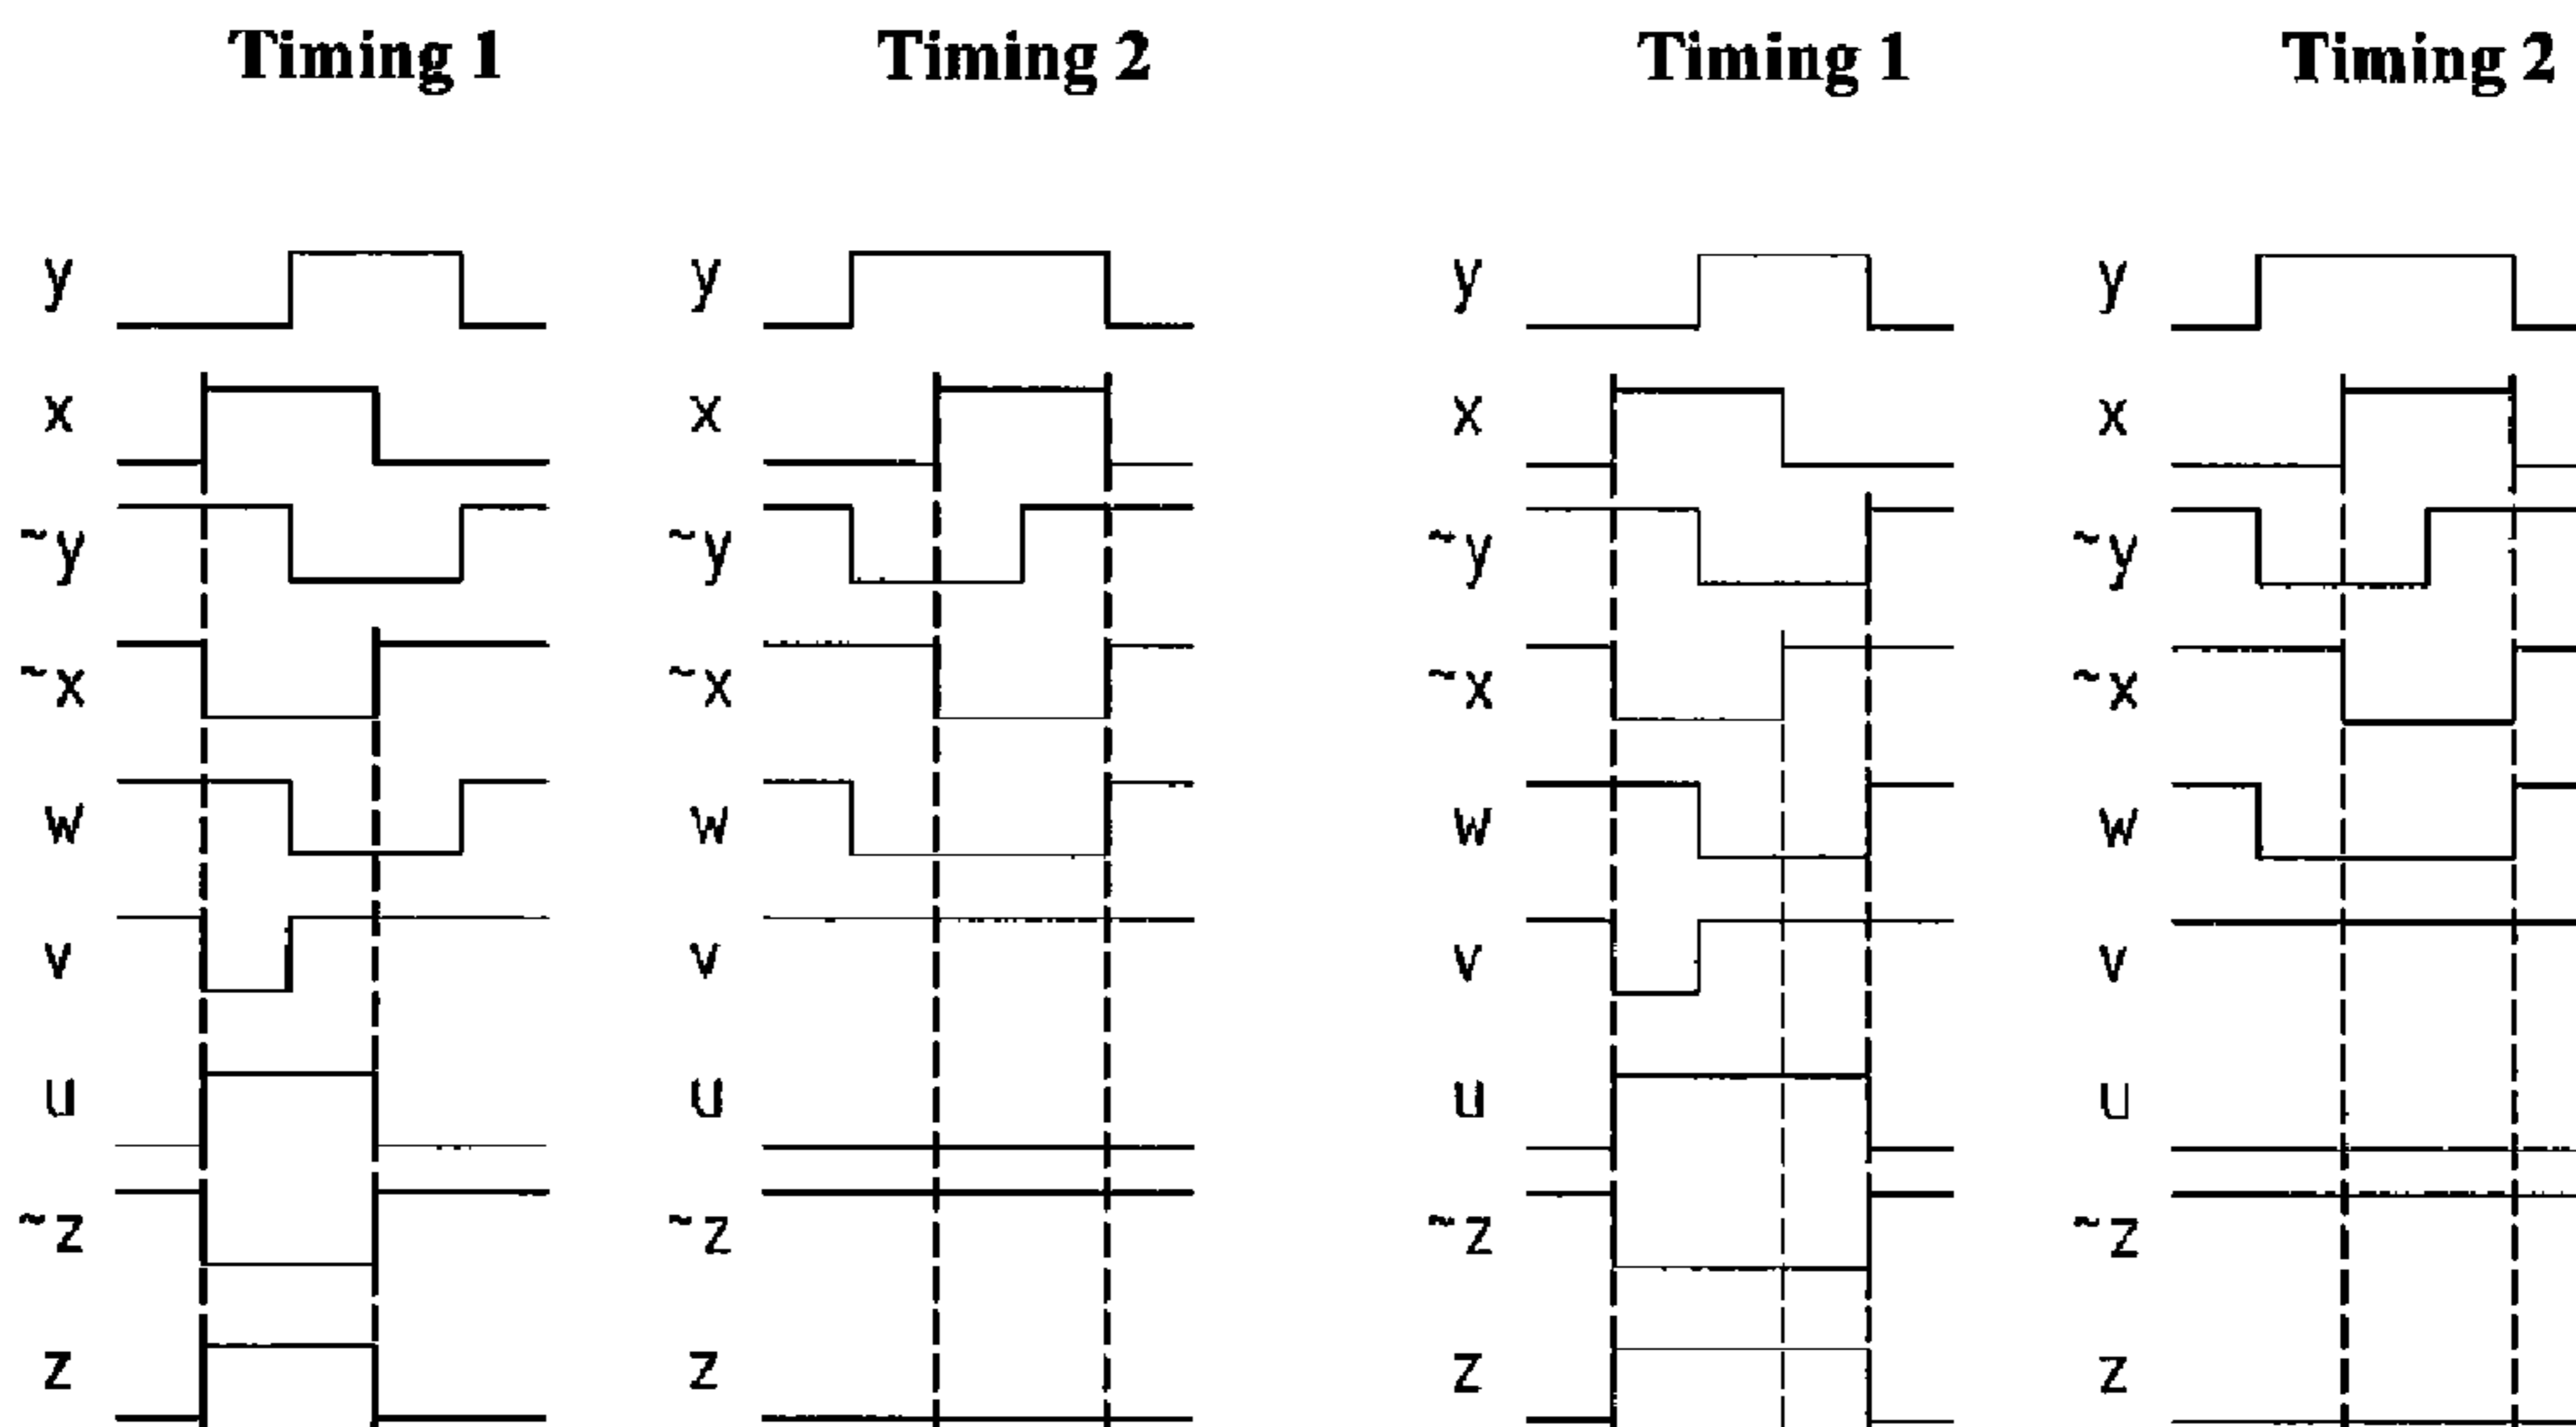 Timing 1 Timing 2 Timing 1 Timing 2
y y y y
x x x x
~y ~y ~y ~y
~x ~x ~x ~x
w w w w
v v v v
u u u u
~z ~z ~z ~z
z z z z